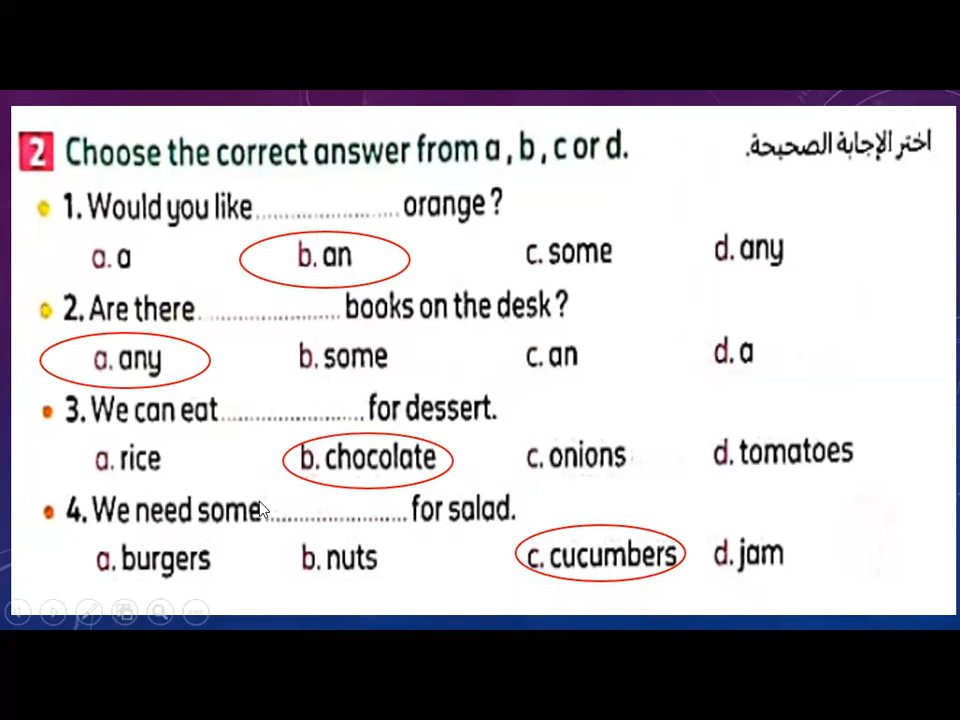 2 Choose the correct answer from a , b , c or d. اختر الإجابة الصحيحة.
1. Would you like ........................ orange ?
a. a b. an c. some d. any
2. Are there ........................ books on the desk ?
a. any b. some c. an d. a
3. We can eat ........................ for dessert.
a. rice b. chocolate c. onions d. tomatoes
4. We need some ........................ for salad.
a. burgers b. nuts c. cucumbers d. jam